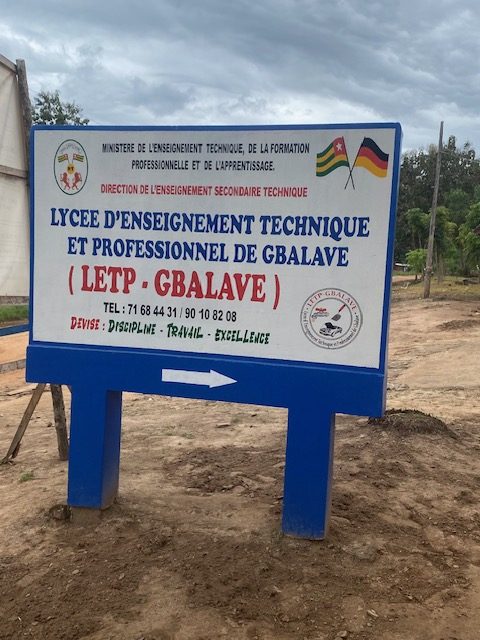 MINISTERE DE L'ENSEIGNEMENT TECHNIQUE, DE LA FORMATION
PROFESSIONNELLE ET DE L'APPRENTISSAGE.
DIRECTION DE L'ENSEIGNEMENT SECONDAIRE TECHNIQUE
LYCEE D'ENSEIGNEMENT TECHNIQUE
ET PROFESSIONNEL DE GBALAVE
( LETP - GBALAVE )
TEL : 71 68 44 31 / 90 10 82 08
DEVISE : DISCIPLINE - TRAVAIL - EXCELLENCE
LETP-GBALAVE